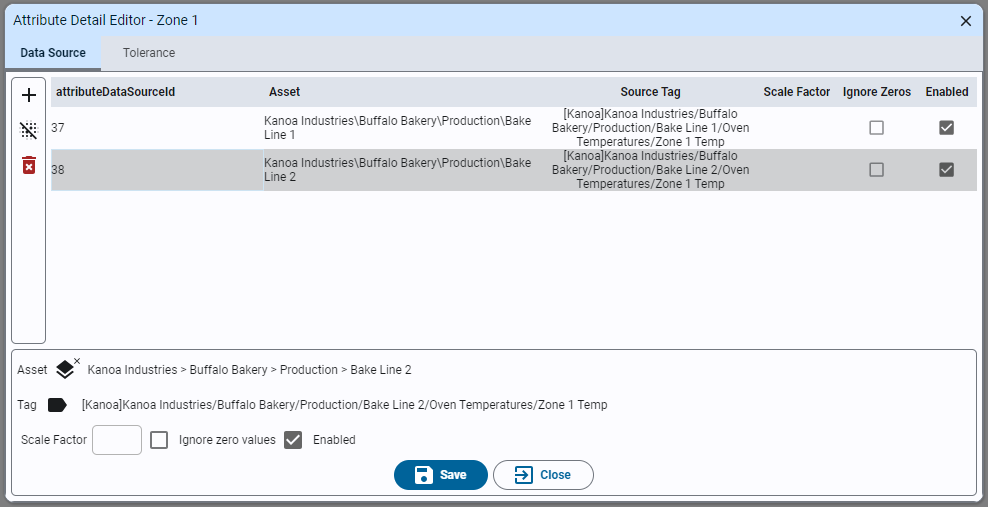 Attribute Detail Editor - Zone 1
Data Source
Tolerance
attributeDataSourceId
Asset
Source Tag
Scale Factor
Ignore Zeros
Enabled
37
Kanoa Industries\Buffalo Bakery\Production\Bake
Line 1
[Kanoa]Kanoa Industries/Buffalo
Bakery/Production/Bake Line 1/Oven
Temperatures/Zone 1 Temp
38
Kanoa Industries\Buffalo Bakery\Production\Bake
Line 2
[Kanoa]Kanoa Industries/Buffalo
Bakery/Production/Bake Line 2/Oven
Temperatures/Zone 1 Temp
Asset
Kanoa Industries > Buffalo Bakery > Production > Bake Line 2
Tag
[Kanoa]Kanoa Industries/Buffalo Bakery/Production/Bake Line 2/Oven Temperatures/Zone 1 Temp
Scale Factor
Ignore zero values
Enabled
Save
Close